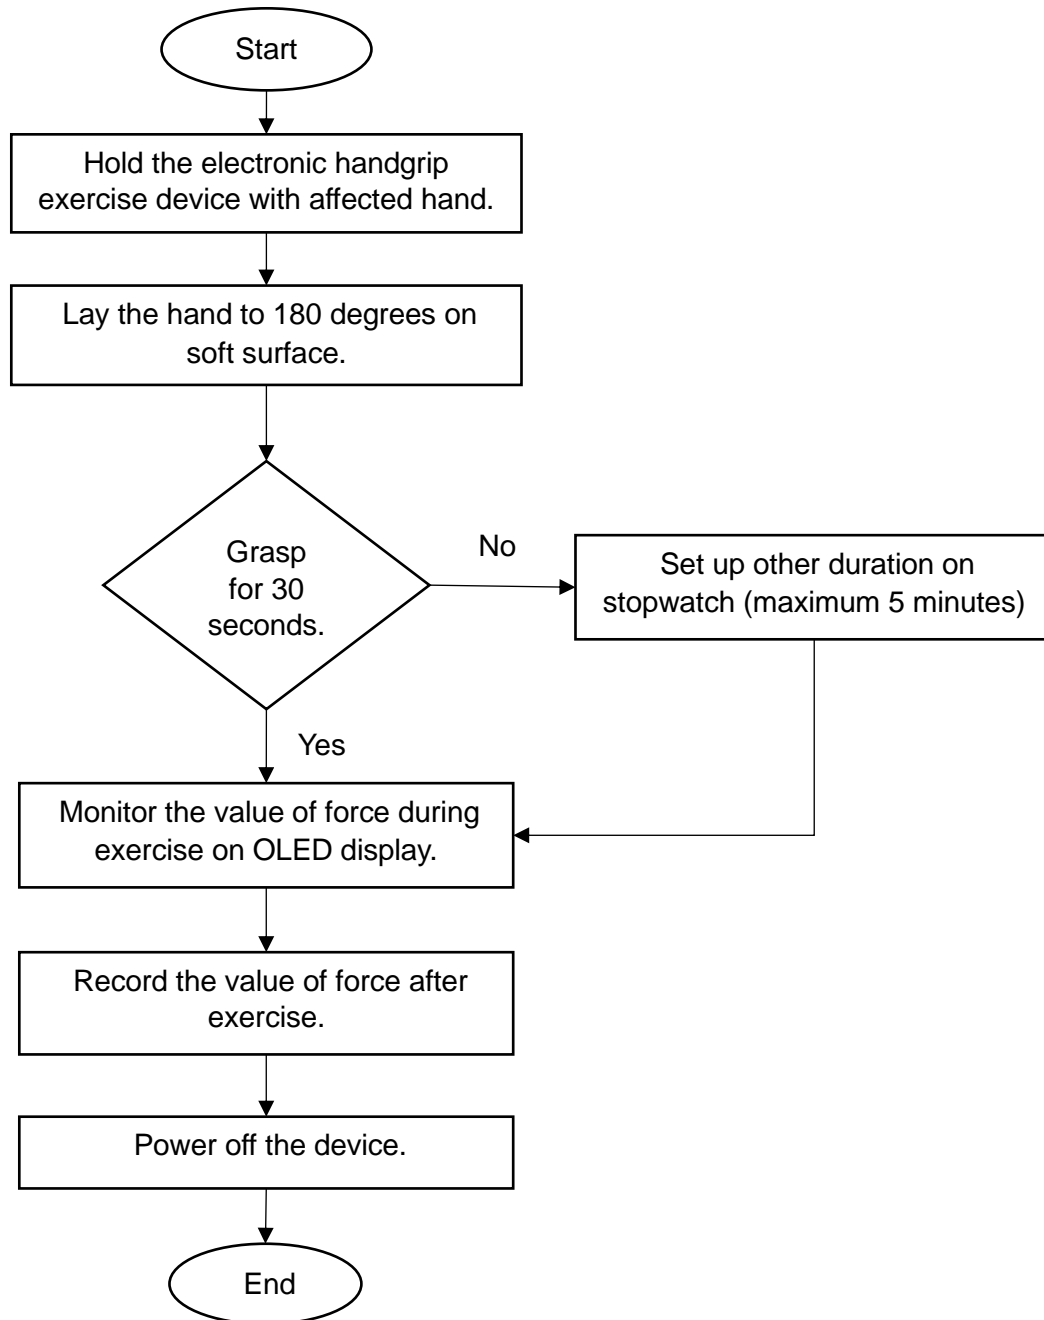 Start
Hold the electronic handgrip
exercise device with affected hand.
Lay the hand to 180 degrees on
soft surface.
Grasp
for 30
seconds.
No
Set up other duration on
stopwatch (maximum 5 minutes)
Yes
Monitor the value of force during
exercise on OLED display.
Record the value of force after
exercise.
Power off the device.
End